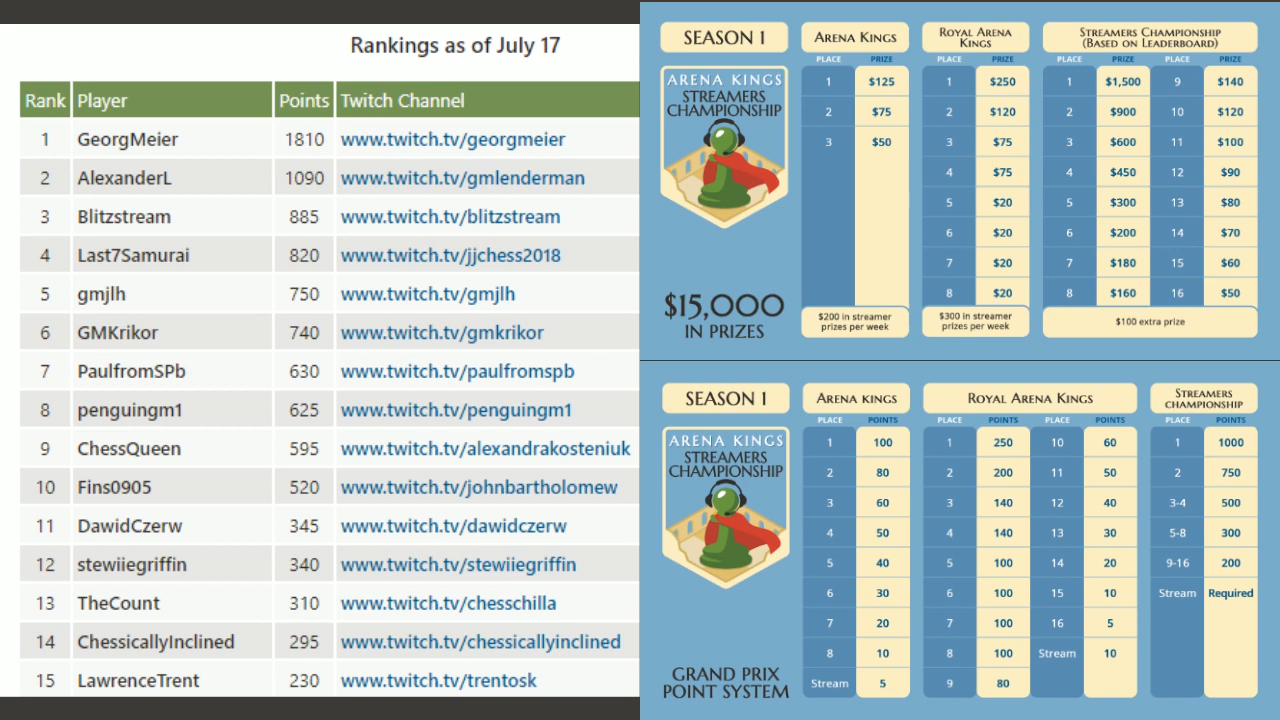 Rankings as of July 17
Rank Player Points Twitch Channel
1 GeorgMeier 1810 www.twitch.tv/georgmeier
2 AlexanderL 1090 www.twitch.tv/gmlenderman
3 Blitzstream 885 www.twitch.tv/blitzstream
4 Last7Samurai 820 www.twitch.tv/jjchess2018
5 gmjlh 750 www.twitch.tv/gmjlh
6 GMKrikor 740 www.twitch.tv/gmkrikor
7 PaulfromSPb 630 www.twitch.tv/paulfromspb
8 penguingm1 625 www.twitch.tv/penguingm1
9 ChessQueen 595 www.twitch.tv/alexandrakosteniuk
10 Fins0905 520 www.twitch.tv/johnbartholomew
11 DawidCzerw 345 www.twitch.tv/dawidczerw
12 stewiiegriffin 340 www.twitch.tv/stewiiegriffin
13 TheCount 310 www.twitch.tv/chesschilla
14 ChessicallyInclined 295 www.twitch.tv/chessicallyinclined
15 LawrenceTrent 230 www.twitch.tv/trentosk
SEASON 1
ARENA KINGS
STREAMERS
CHAMPIONSHIP
$15,000
IN PRIZES
ARENA KINGS
PLACE PRIZE
1 $125
2 $75
3 $50
$200 in streamer
prizes per week
ROYAL ARENA
KINGS
PLACE PRIZE
1 $250
2 $120
3 $75
4 $75
5 $20
6 $20
7 $20
8 $20
$300 in streamer
prizes per week
STREAMERS CHAMPIONSHIP
(BASED ON LEADERBOARD)
PLACE PRIZE PLACE PRIZE
1 $1,500 9 $140
2 $900 10 $120
3 $600 11 $100
4 $450 12 $90
5 $300 13 $80
6 $200 14 $70
7 $180 15 $60
8 $160 16 $50
$100 extra prize
SEASON 1
ARENA KINGS
STREAMERS
CHAMPIONSHIP
GRAND PRIX
POINT SYSTEM
ARENA KINGS
PLACE POINTS
1 100
2 80
3 60
4 50
5 40
6 30
7 20
8 10
Stream 5
ROYAL ARENA KINGS
PLACE POINTS PLACE POINTS
1 250 10 60
2 200 11 50
3 140 12 40
4 140 13 30
5 100 14 20
6 100 15 10
7 100 16 5
8 100 Stream 10
9 80
STREAMERS
CHAMPIONSHIP
PLACE POINTS
1 1000
2 750
3-4 500
5-8 300
9-16 200
Stream Required